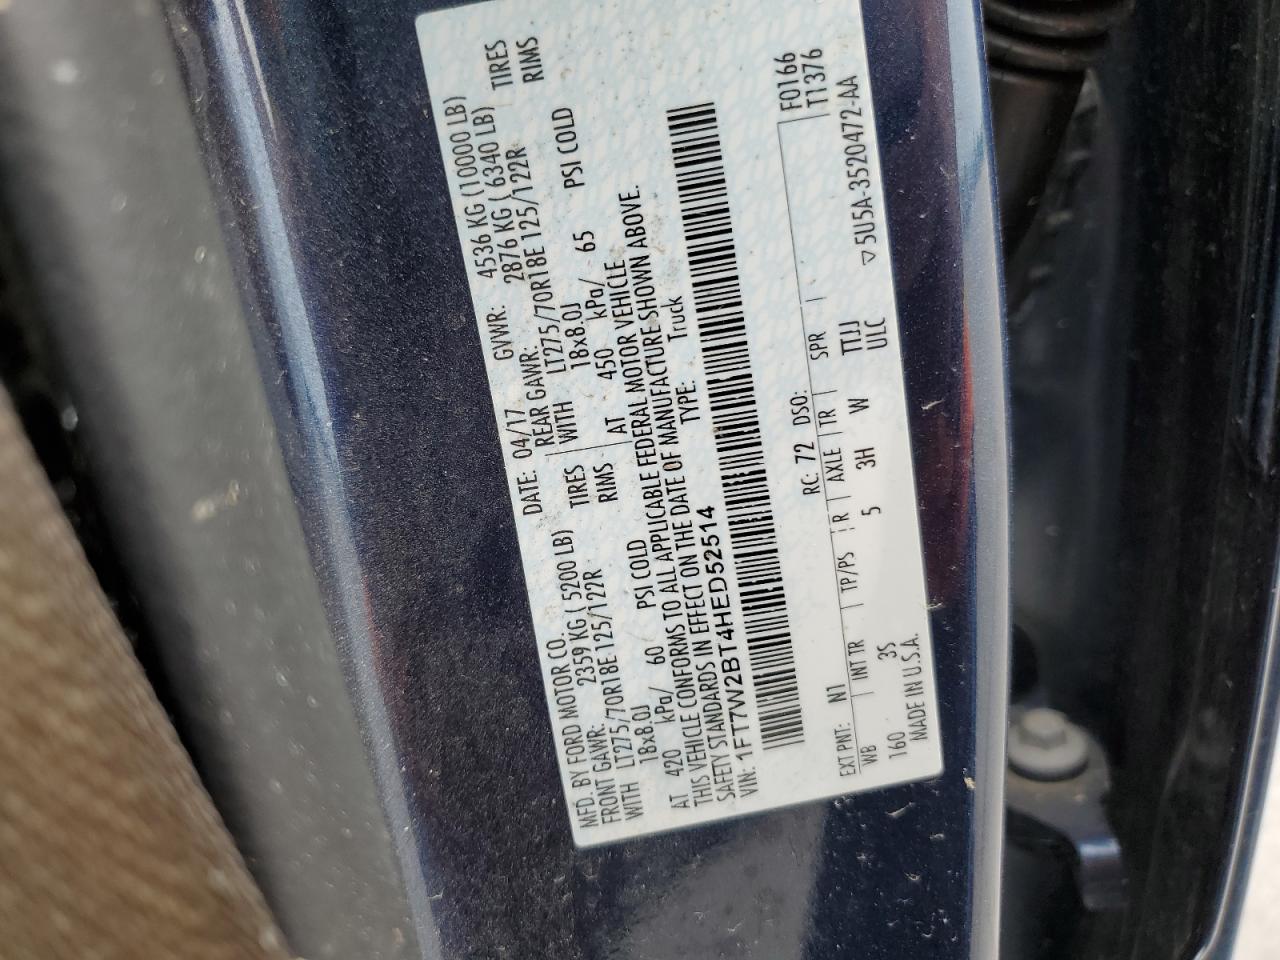 MFD. BY FORD MOTOR CO.
DATE: 04/17 GVWR: 4536 KG (10000 LB)
FRONT GAWR: 2359 KG ( 5200 LB) REAR GAWR: 2876 KG ( 6340 LB)
LT275/70R18E 125/122R TIRES LT275/70R18E 125/122R TIRES
WITH 18x8.0J RIMS WITH 18x8.0J RIMS
AT 420 kPa/ 60 PSI COLD AT 450 kPa/ 65 PSI COLD
THIS VEHICLE CONFORMS TO ALL APPLICABLE FEDERAL MOTOR VEHICLE
SAFETY STANDARDS IN EFFECT ON THE DATE OF MANUFACTURE SHOWN ABOVE.
VIN: 1FT7W2BT4HED52514 TYPE: Truck
F0166
T1376
EXT PNT: N1 RC: 72 DSO:
WB INT TR TP/PS R AXLE TR SPR
160 3S 5 3H W TIJJ
ULC
MADE IN U.S.A. ▽5U5A-3520472-AA